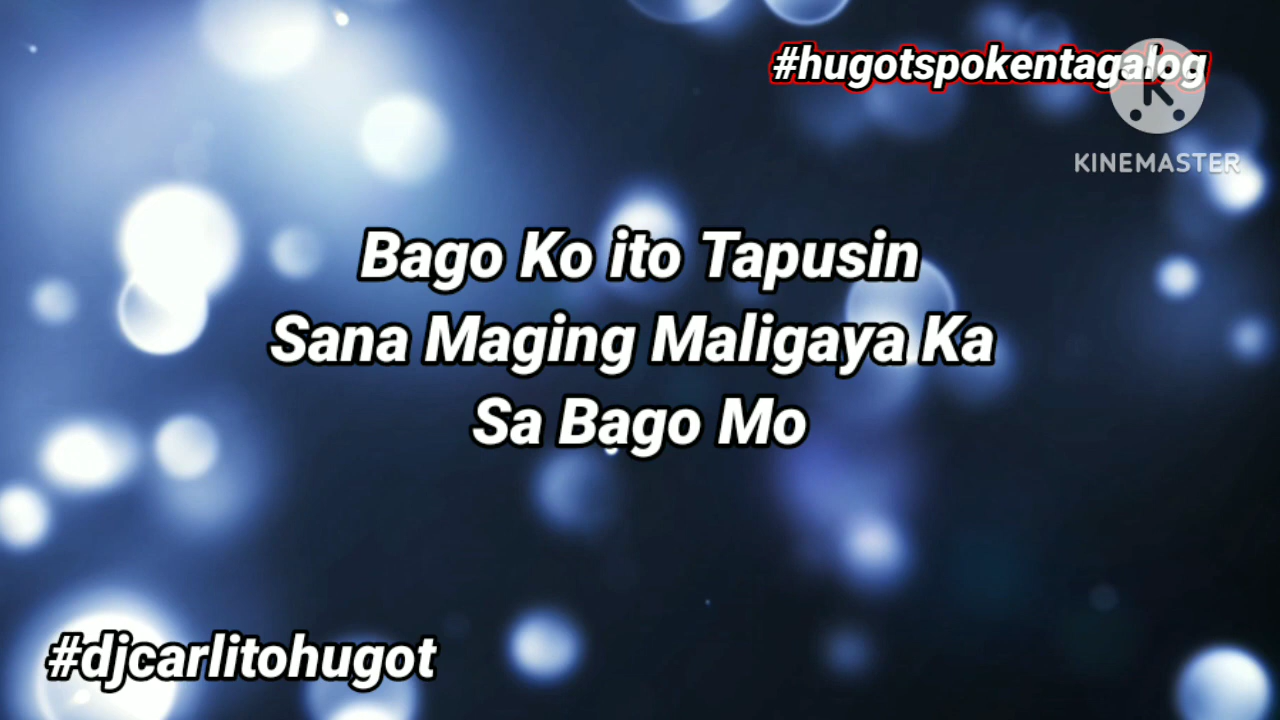 #hugotspokentagalog
KINEMASTER
Bago Ko ito Tapusin
Sana Maging Maligaya Ka
Sa Bago Mo
#djcarlitohugot